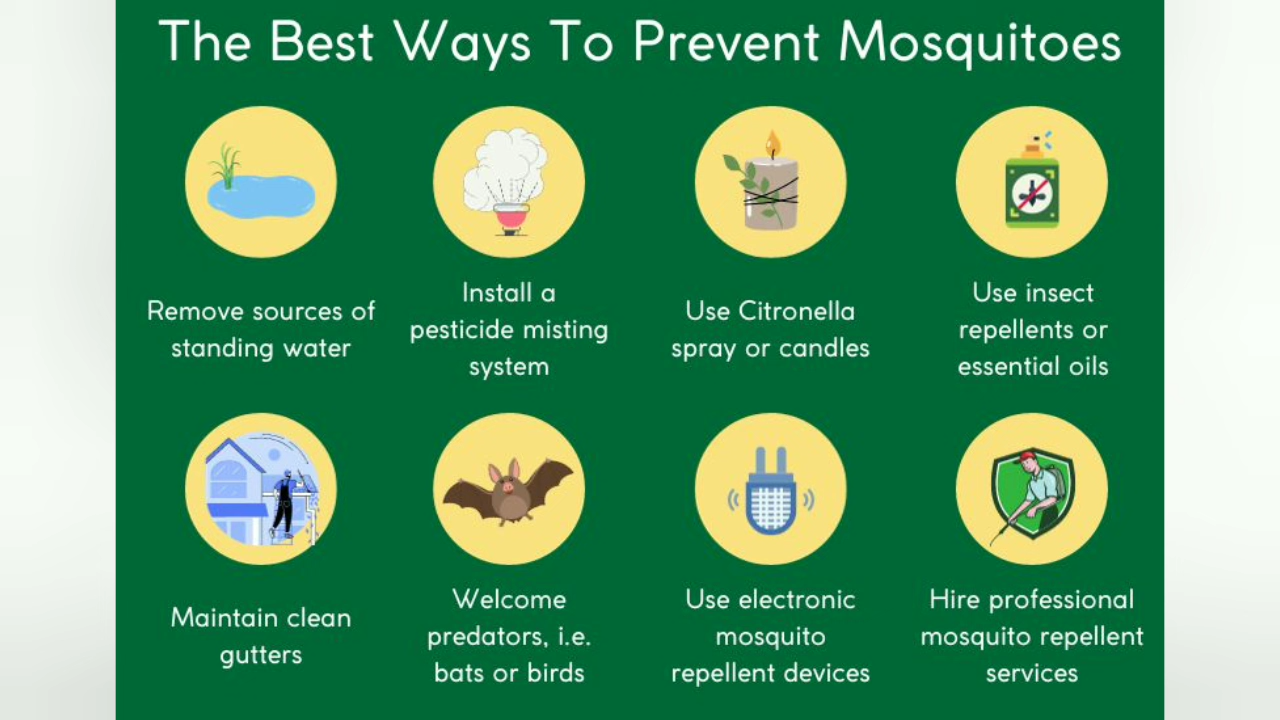 The Best Ways To Prevent Mosquitoes
Remove sources of
standing water
Install a
pesticide misting
system
Use Citronella
spray or candles
Use insect
repellents or
essential oils
Maintain clean
gutters
Welcome
predators, i.e.
bats or birds
Use electronic
mosquito
repellent devices
Hire professional
mosquito repellent
services